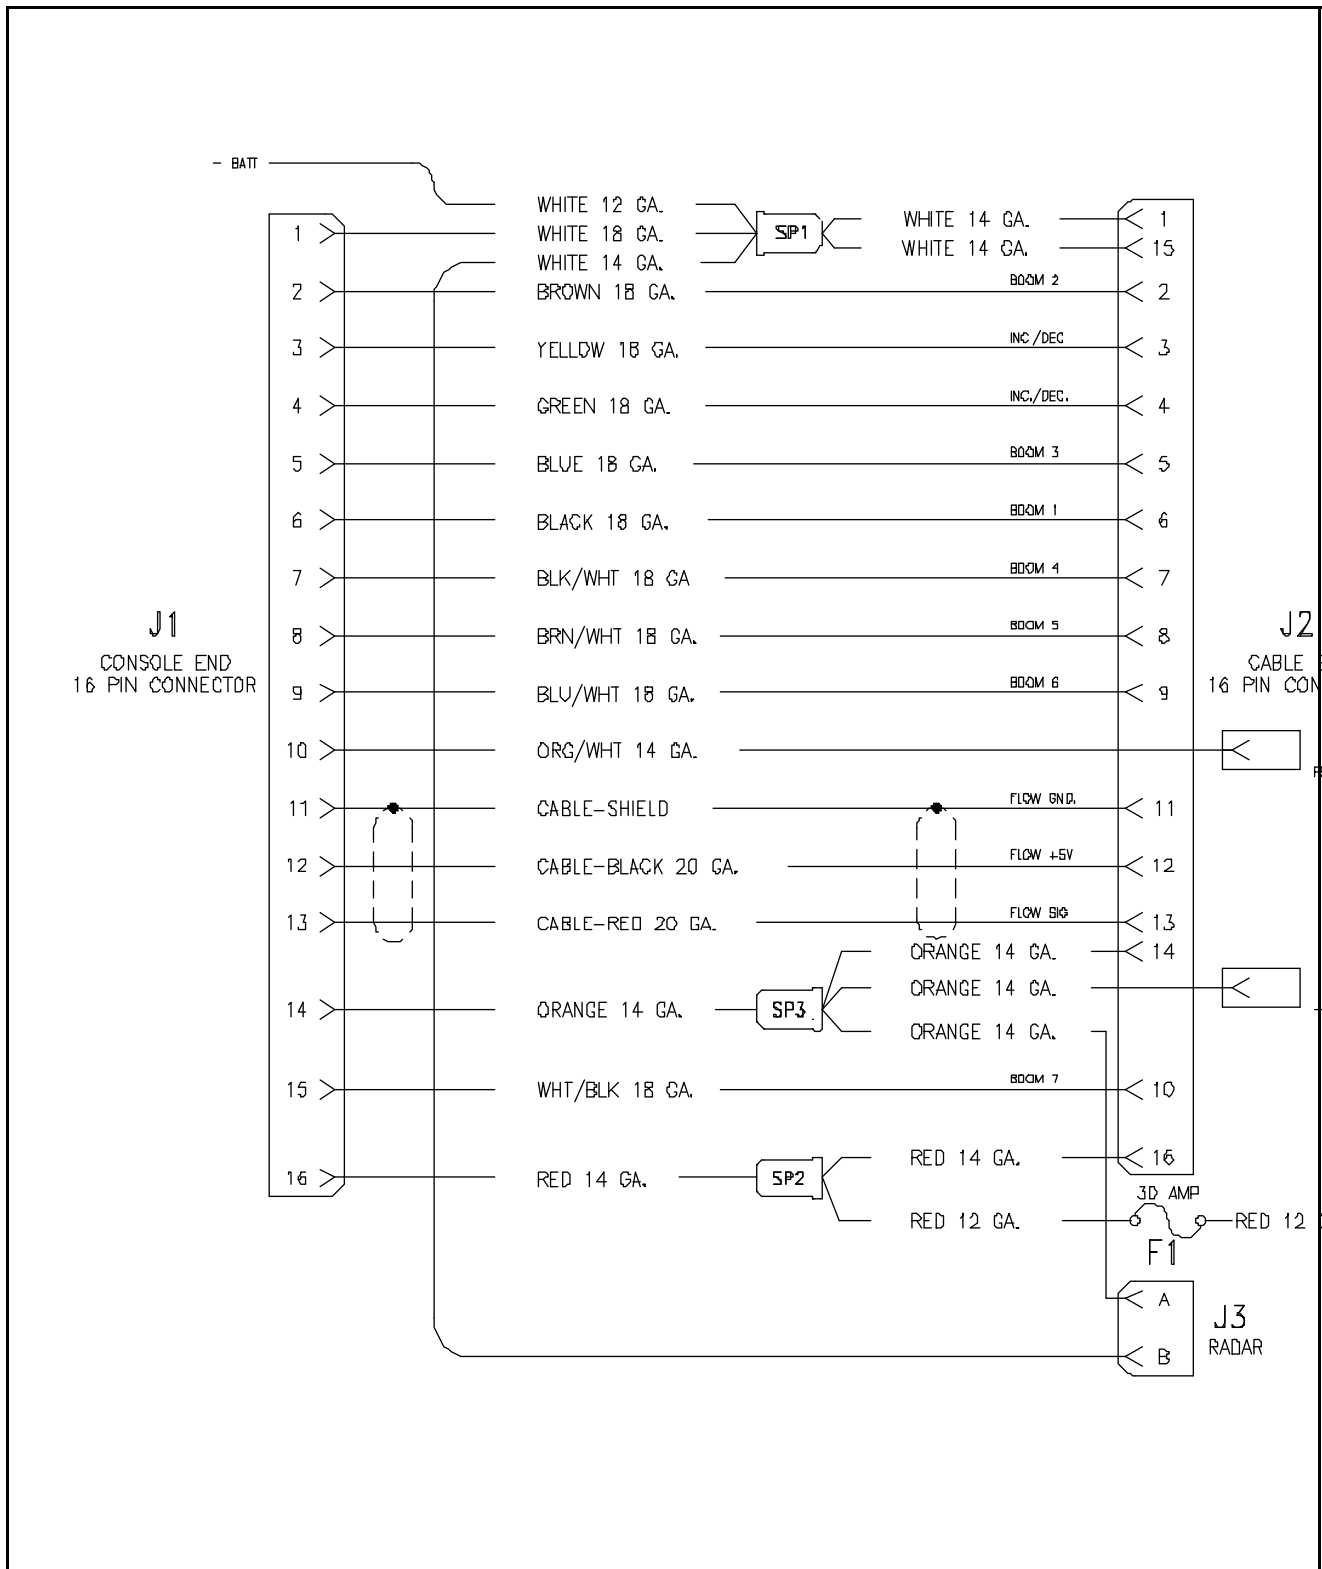 - BATT
WHITE 12 GA.
1 WHITE 18 GA. SP1 WHITE 14 GA. 1
WHITE 14 GA. WHITE 14 GA. 15
2 BROWN 18 GA. BOOM 2 2
3 YELLOW 18 GA. INC/DEC 3
4 GREEN 18 GA. INC./DEC. 4
5 BLUE 18 GA. BOOM 3 5
6 BLACK 18 GA. BOOM 1 6
7 BLK/WHT 18 GA BOOM 4 7
J1 8 BRN/WHT 18 GA. BOOM 5 8 J2
CONSOLE END CABLE
16 PIN CONNECTOR 9 BLU/WHT 18 GA. BOOM 6 9 16 PIN CON
10 ORG/WHT 14 GA.
11 CABLE-SHIELD FLOW GND. 11
12 CABLE-BLACK 20 GA. FLOW +5V 12
13 CABLE-RED 20 GA. FLOW SIG 13
ORANGE 14 GA. 14
ORANGE 14 GA.
14 ORANGE 14 GA. SP3
ORANGE 14 GA.
15 WHT/BLK 18 GA. BOOM 7 10
RED 14 GA. 16
16 RED 14 GA. SP2
30 AMP
RED 12 GA. RED 12
F1
A
J3
RADAR
B